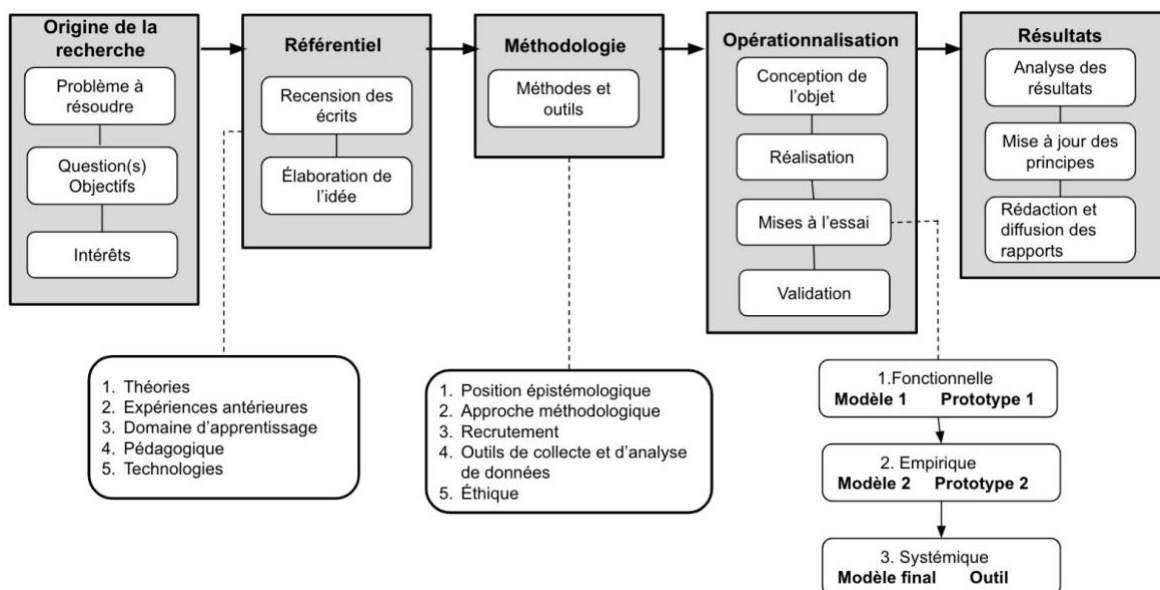 Origine de la
recherche
Problème à
résoudre
Question(s)
Objectifs
Intérêts
Référentiel
Recension des
écrits
Élaboration de
l'idée
Méthodologie
Méthodes et
outils
Opérationnalisation
Conception de
l'objet
Réalisation
Mises à l'essai
Validation
Résultats
Analyse des
résultats
Mise à jour des
principes
Rédaction et
diffusion des
rapports
1. Théories
2. Expériences antérieures
3. Domaine d'apprentissage
4. Pédagogique
5. Technologies
1. Position épistémologique
2. Approche méthodologique
3. Recrutement
4. Outils de collecte et d'analyse
de données
5. Éthique
1.Fonctionnelle
Modèle 1 Prototype 1
2. Empirique
Modèle 2 Prototype 2
3. Systémique
Modèle final Outil